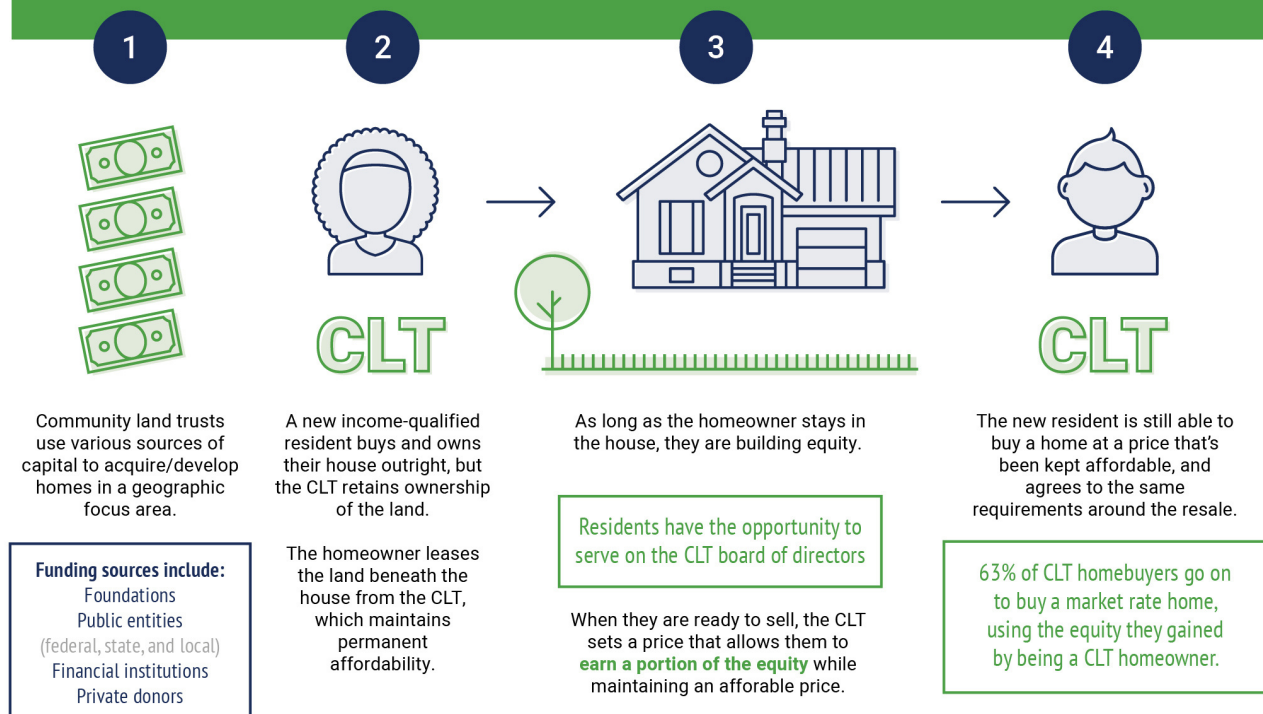 1
Community land trusts
use various sources of
capital to acquire/develop
homes in a geographic
focus area.
Funding sources include:
Foundations
Public entities
(federal, state, and local)
Financial institutions
Private donors
2
CLT
A new income-qualified
resident buys and owns
their house outright, but
the CLT retains ownership
of the land.
The homeowner leases
the land beneath the
house from the CLT,
which maintains
permanent
affordability.
3
As long as the homeowner stays in
the house, they are building equity.
Residents have the opportunity to
serve on the CLT board of directors
When they are ready to sell, the CLT
sets a price that allows them to
earn a portion of the equity while
maintaining an afforable price.
4
CLT
The new resident is still able to
buy a home at a price that's
been kept affordable, and
agrees to the same
requirements around the resale.
63% of CLT homebuyers go on
to buy a market rate home,
using the equity they gained
by being a CLT homeowner.